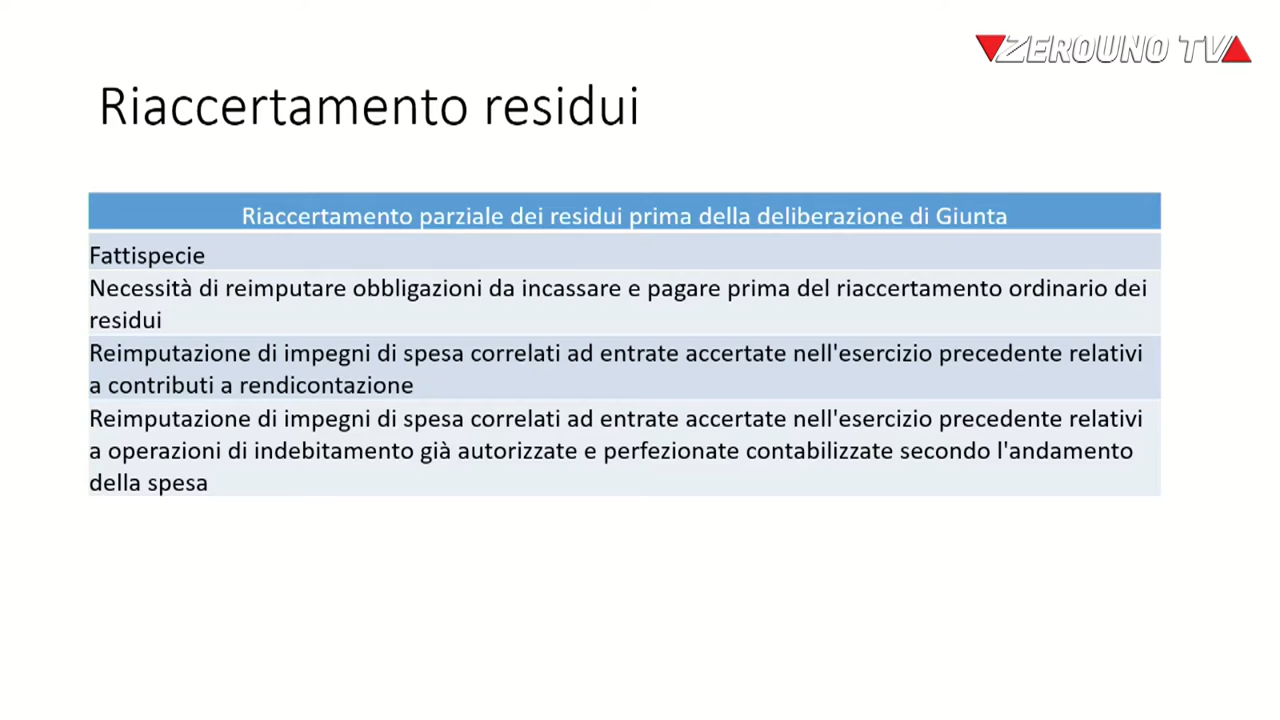 ZEROUNO TV
Riaccertamento residui
Riaccertamento parziale dei residui prima della deliberazione di Giunta
Fattispecie
Necessità di reimputare obbligazioni da incassare e pagare prima del riaccertamento ordinario dei
residui
Reimputazione di impegni di spesa correlati ad entrate accertate nell'esercizio precedente relativi
a contributi a rendicontazione
Reimputazione di impegni di spesa correlati ad entrate accertate nell'esercizio precedente relativi
a operazioni di indebitamento già autorizzate e perfezionate contabilizzate secondo l'andamento
della spesa